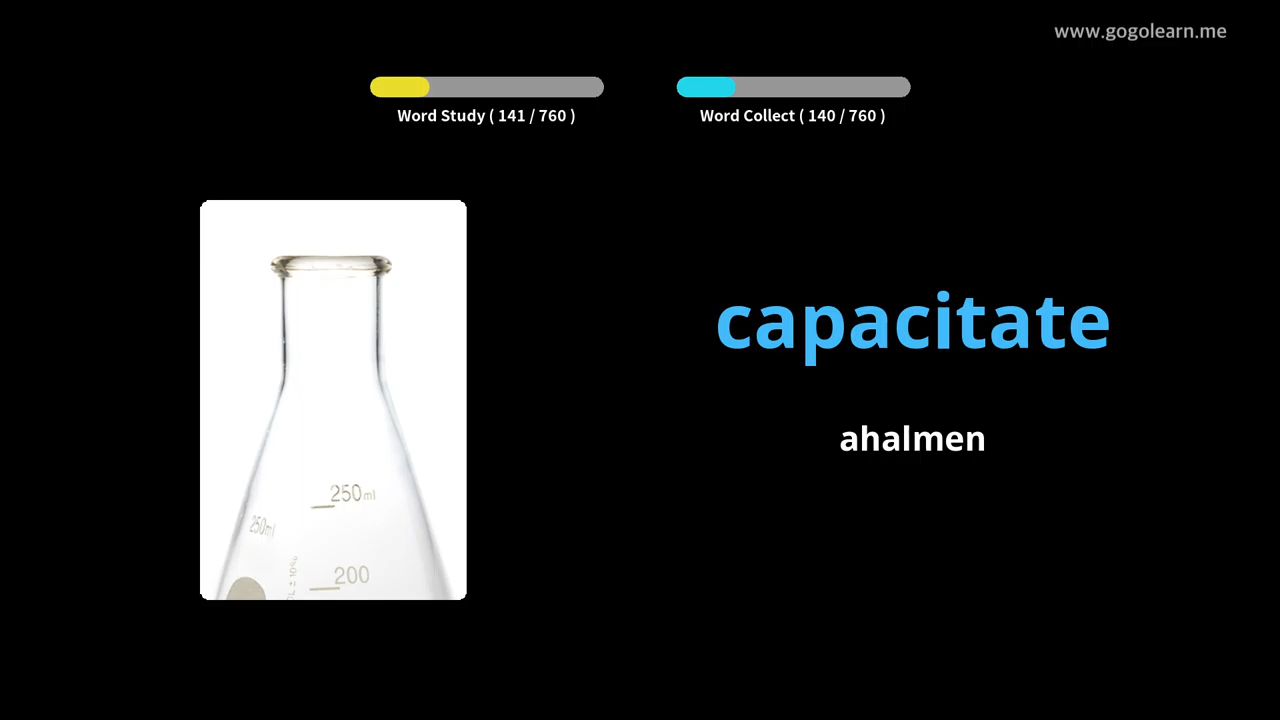 www.gogolearn.me
Word Study ( 141 / 760 )
Word Collect ( 140 / 760 )
capacitate
ahalmen
250ml
250ml
200